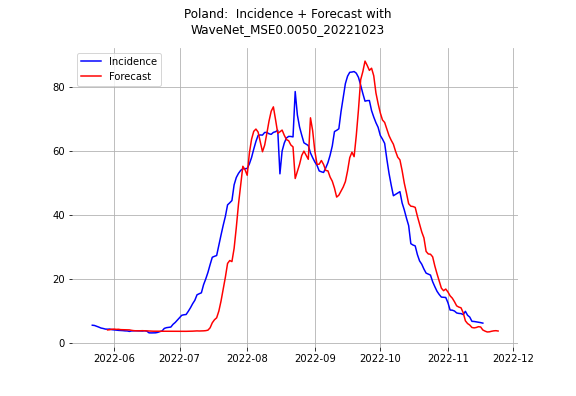 Poland:  Incidence + Forecast with
WaveNet_MSE0.0050_20221023
Incidence
Forecast
80
60
40
20
0
2022-06 2022-07 2022-08 2022-09 2022-10 2022-11 2022-12